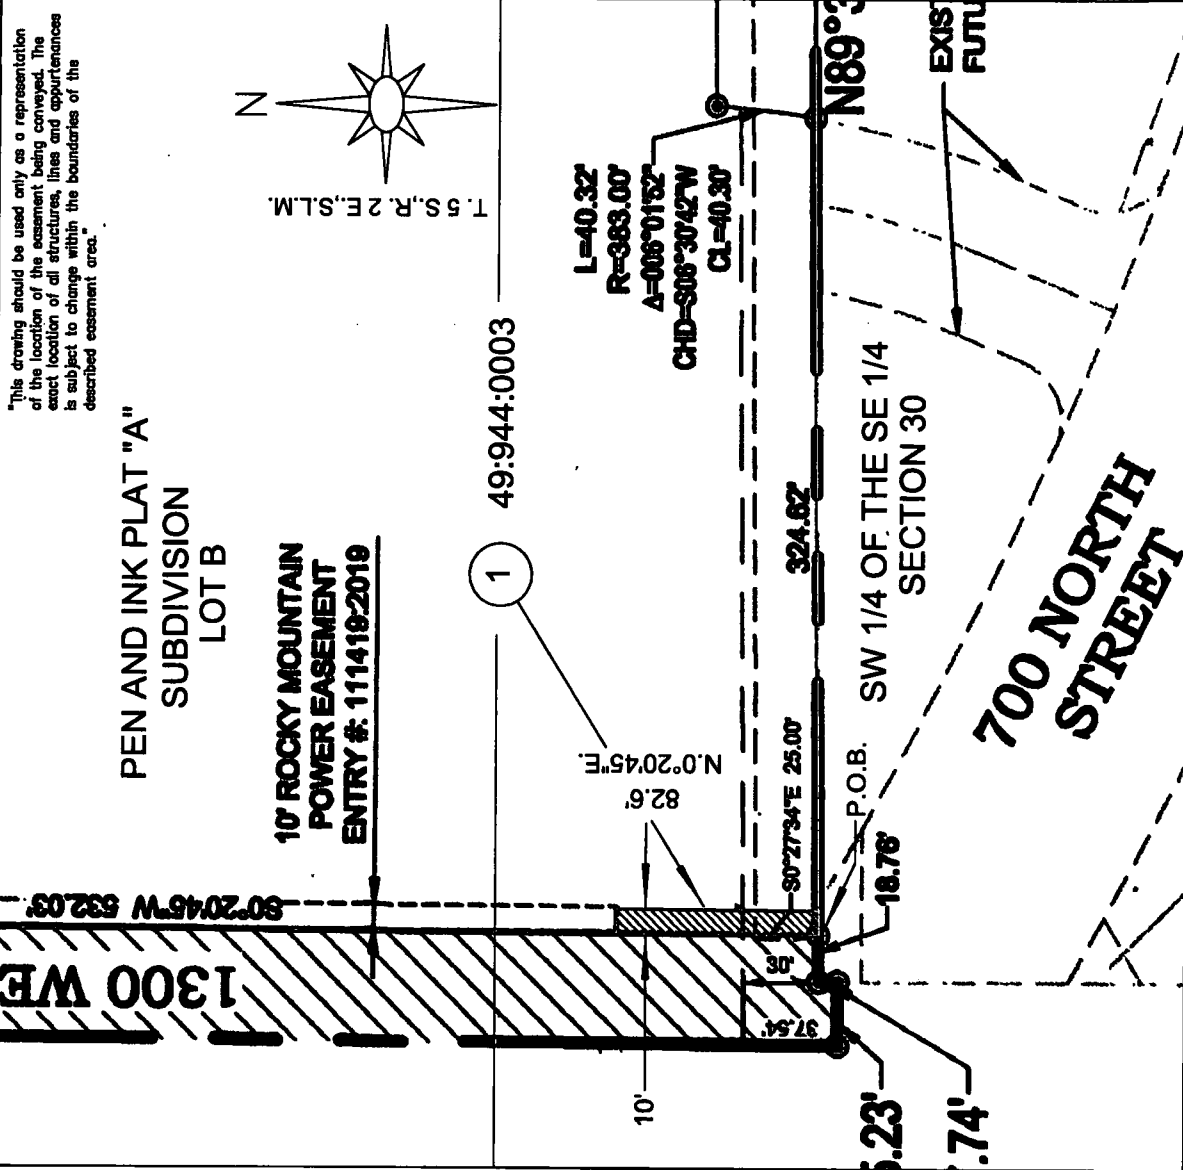 "This drawing should be used only as a representation
of the location of the easement being conveyed. The
exact location of all structures, lines and appurtenances
is subject to change within the boundaries of the
described easement area."
N
T. 5 S.,R. 2 E.,S.L.M.
PEN AND INK PLAT "A"
SUBDIVISION
LOT B
10' ROCKY MOUNTAIN
POWER EASEMENT
ENTRY #: 111419:2019
49:944:0003
1
L=40.32'
R=383.00'
Δ=006°01'52"
CHD=S06°30'42"W
CL=40.30'
N89°3
EXIST
FUTU
N.0°20'45"E.
82.6'
S0°27'34"E 25.00'
324.62'
SW 1/4 OF THE SE 1/4
SECTION 30
700 NORTH
STREET
P.O.B.
18.76'
S0°20'45"W 532.03'
1300 WE
30.'
37.54'
10'
.23'
.74'